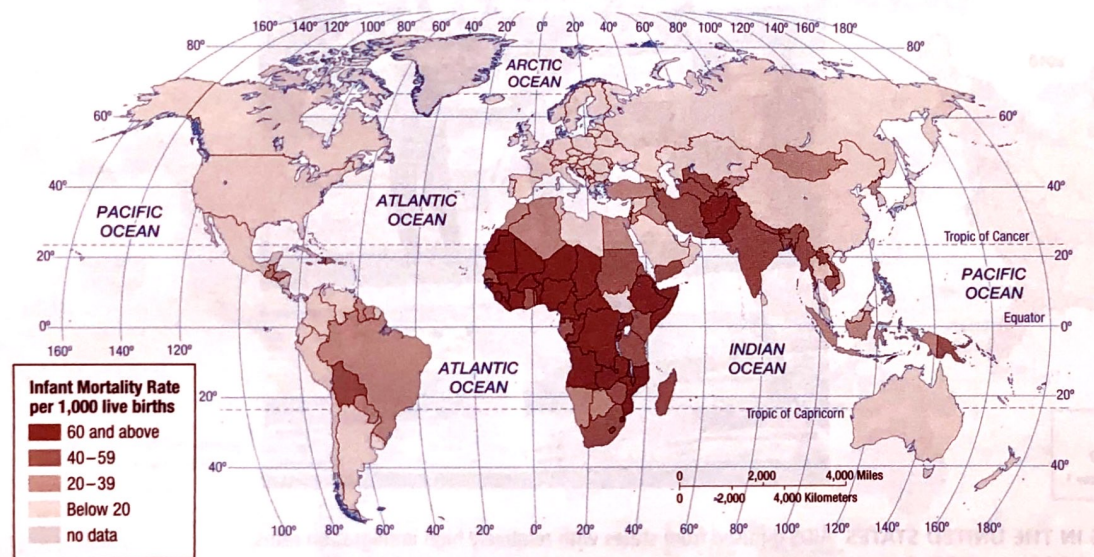 160° 140° 120° 100° 80° 60° 40° 20° 0° 20° 40° 60° 80° 100° 120° 140° 160° 180°
80° 80°
ARCTIC
OCEAN
60° 60°
40° 40°
PACIFIC
OCEAN
ATLANTIC
OCEAN
Tropic of Cancer
20° 20°
PACIFIC
OCEAN
Equator
0° 0°
160° 140° 120°
160° 180°
ATLANTIC
OCEAN
INDIAN
OCEAN
20° 20°
Tropic of Capricorn
40° 40°
0 2,000 4,000 Miles
0 2,000 4,000 Kilometers
100° 80° 60° 40° 20° 0° 20° 40° 60° 80° 100° 120° 140° 160° 180°
Infant Mortality Rate
per 1,000 live births
60 and above
40–59
20–39
Below 20
no data